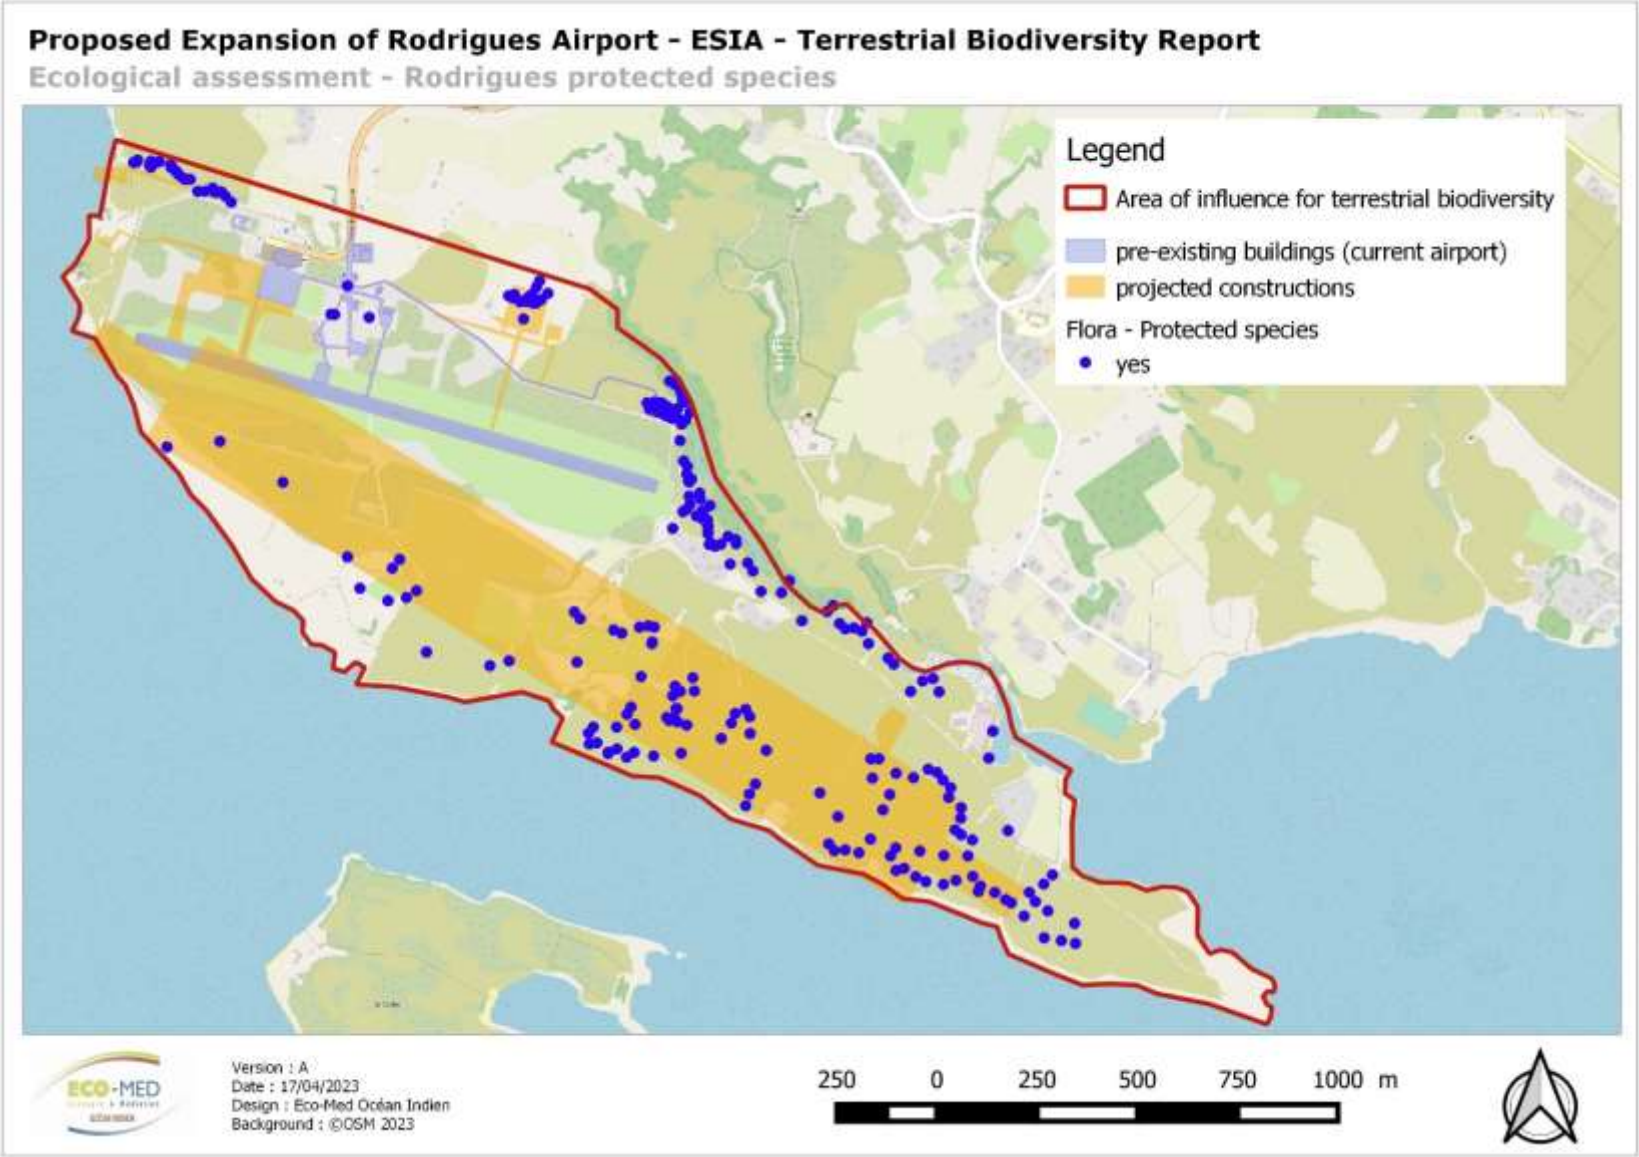 Proposed Expansion of Rodrigues Airport - ESIA - Terrestrial Biodiversity Report
Ecological assessment - Rodrigues protected species
Legend
Area of influence for terrestrial biodiversity
pre-existing buildings (current airport)
projected constructions
Flora - Protected species
yes
ECO-MED
OCÉAN INDIEN
Version : A
Date : 17/04/2023
Design : Eco-Med Océan Indien
Background : ©OSM 2023
250 0 250 500 750 1000 m